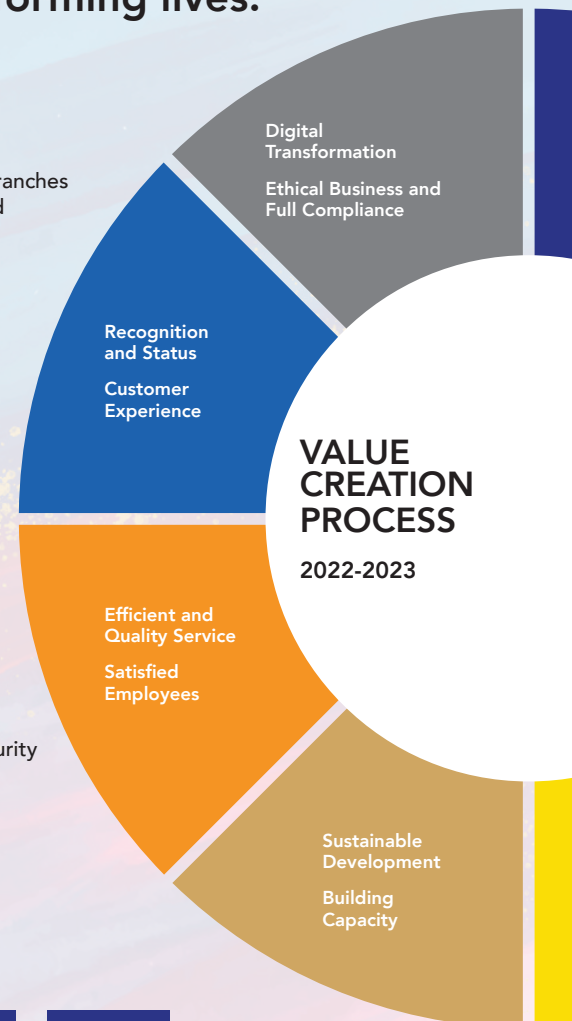 lives.
Digital
Transformation
Ethical Business and
Full Compliance
Recognition
and Status
Customer
Experience
VALUE
CREATION
PROCESS
2022-2023
Efficient and
Quality Service
Satisfied
Employees
Sustainable
Development
Building
Capacity